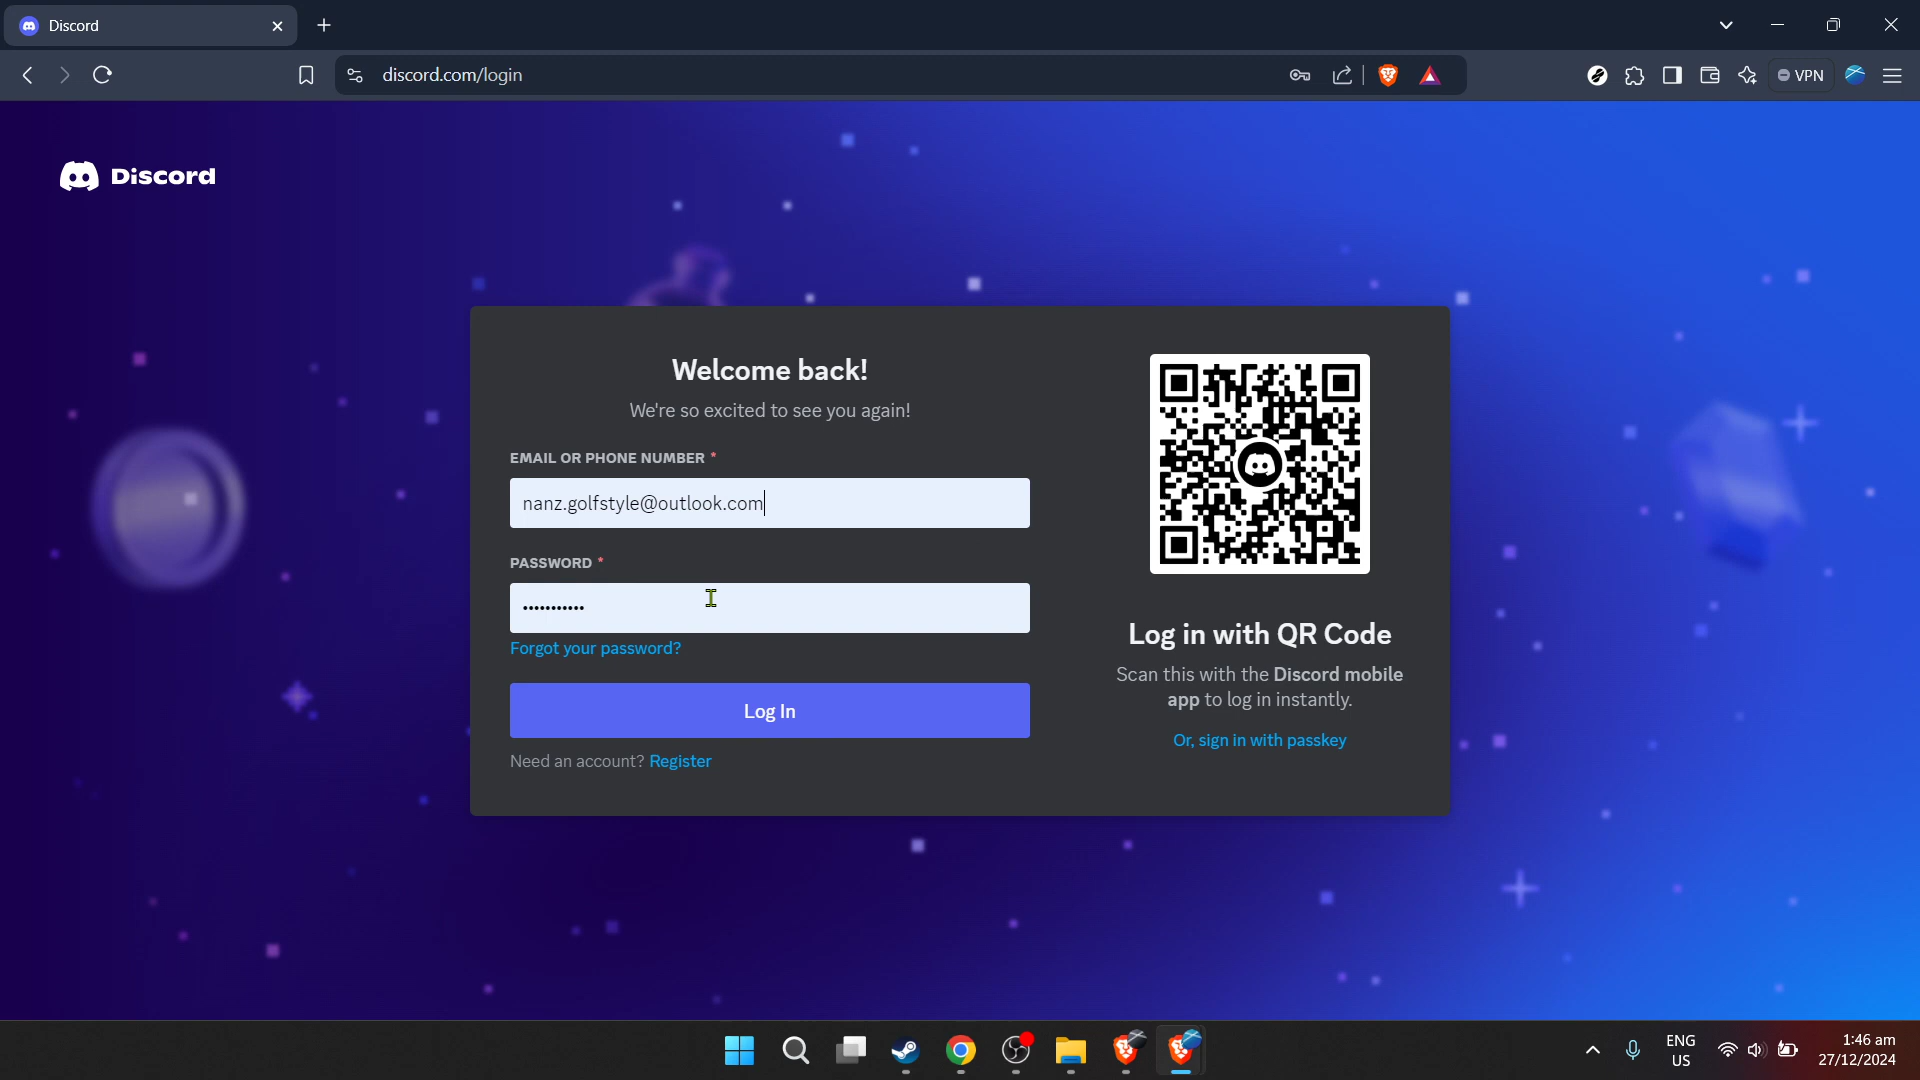 Discord
discord.com/login
VPN
Discord
Welcome back!
We're so excited to see you again!
EMAIL OR PHONE NUMBER *
nanz.golfstyle@outlook.com
PASSWORD *
•••••••••••
Forgot your password?
Log In
Need an account? Register
Log in with QR Code
Scan this with the Discord mobile
app to log in instantly.
Or, sign in with passkey
ENG
US
1:46 am
27/12/2024